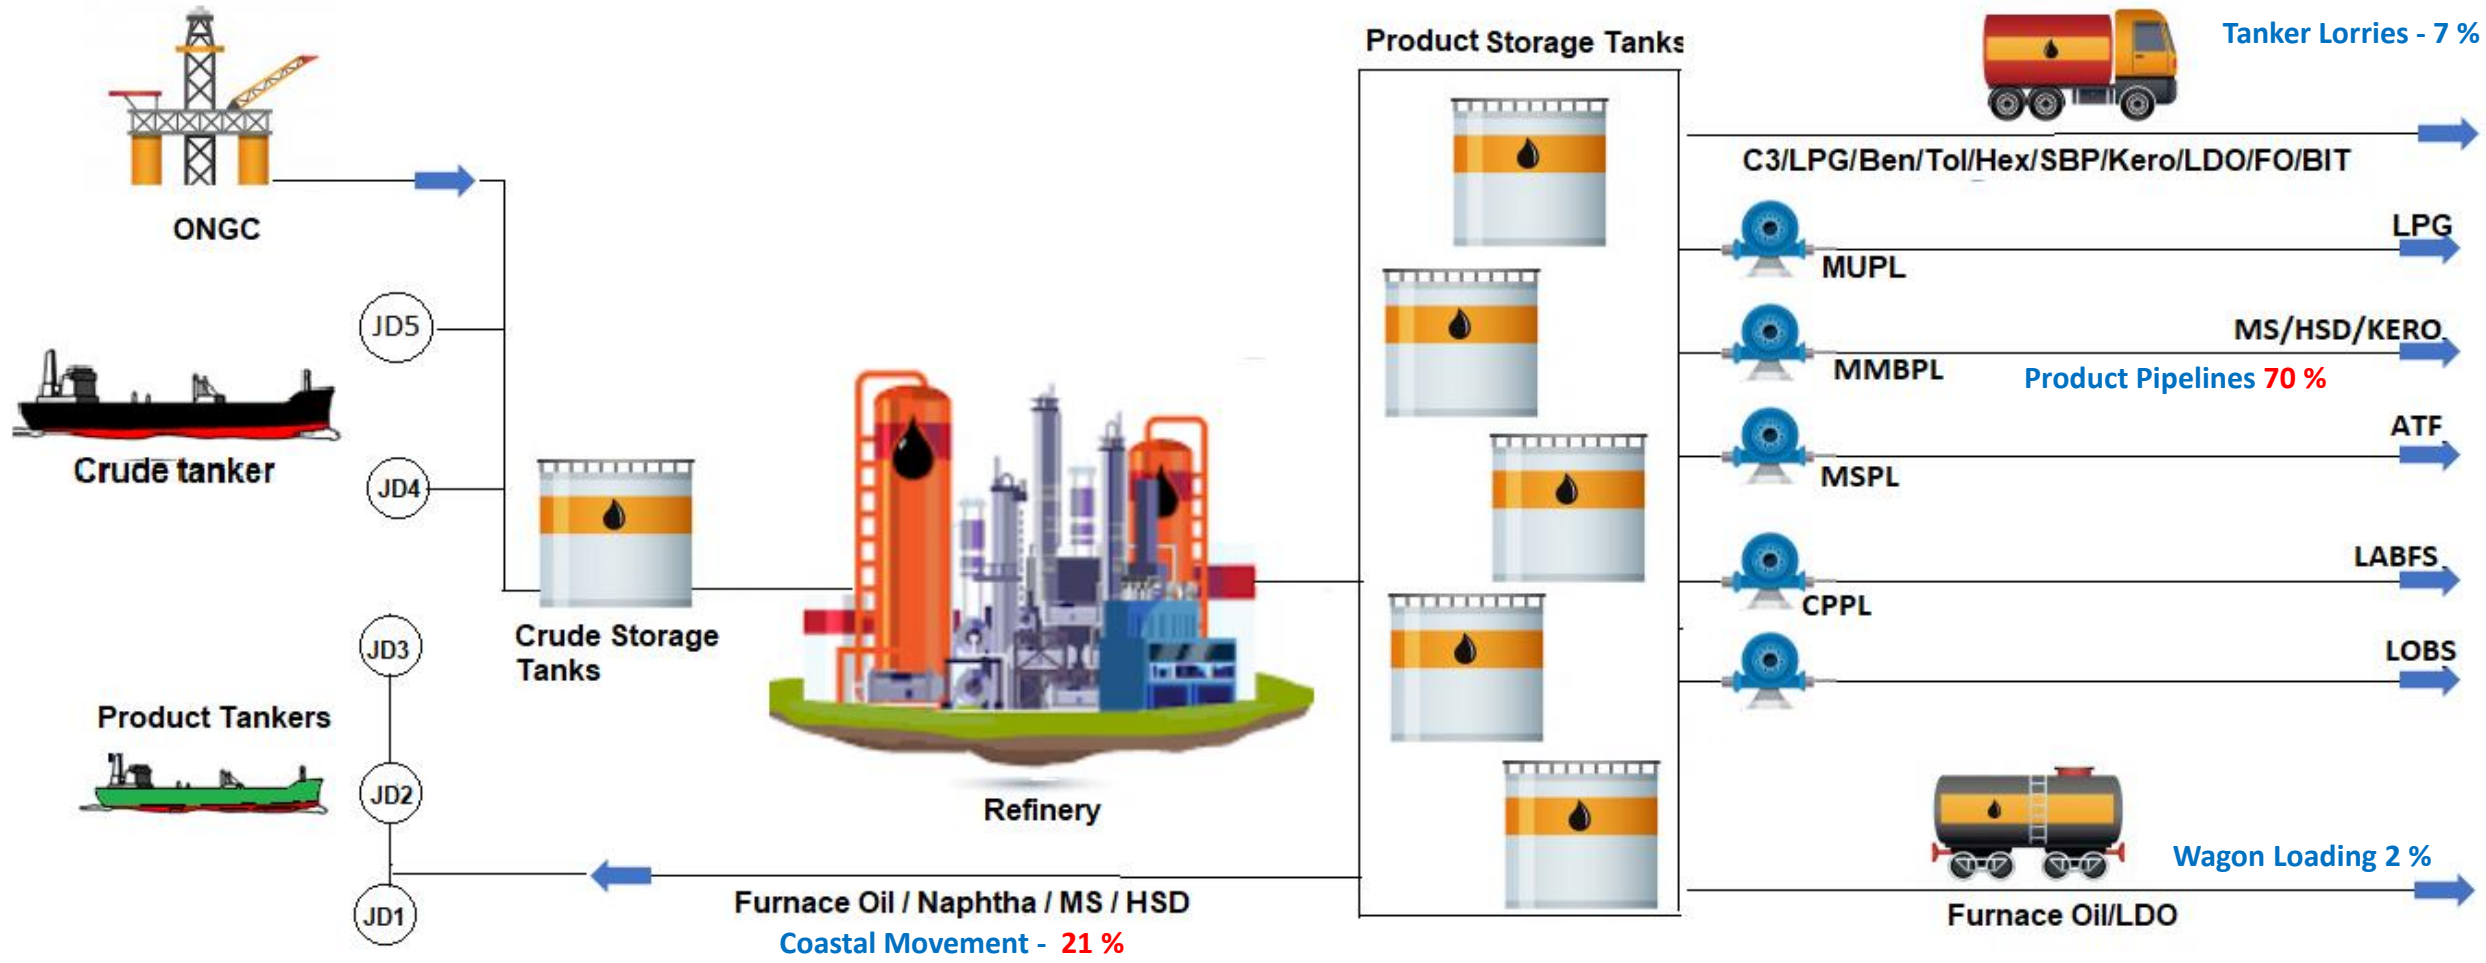 Product Storage Tanks
Tanker Lorries - 7 %
C3/LPG/Ben/Tol/Hex/SBP/Kero/LDO/FO/BIT
ONGC
LPG
MUPL
JD5
MS/HSD/KERO
MMBPL
Product Pipelines 70 %
Crude tanker
JD4
ATF
MSPL
LABFS
CPPL
JD3
Crude Storage
Tanks
LOBS
Product Tankers
JD2
Refinery
Wagon Loading 2 %
JD1
Furnace Oil / Naphtha / MS / HSD
Furnace Oil/LDO
Coastal Movement - 21 %